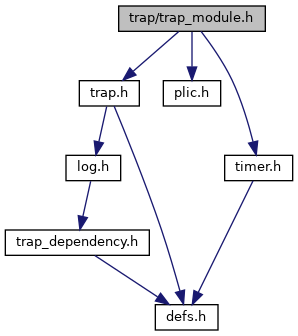 trap/trap_module.h
trap.h
plic.h
log.h
timer.h
trap_dependency.h
defs.h